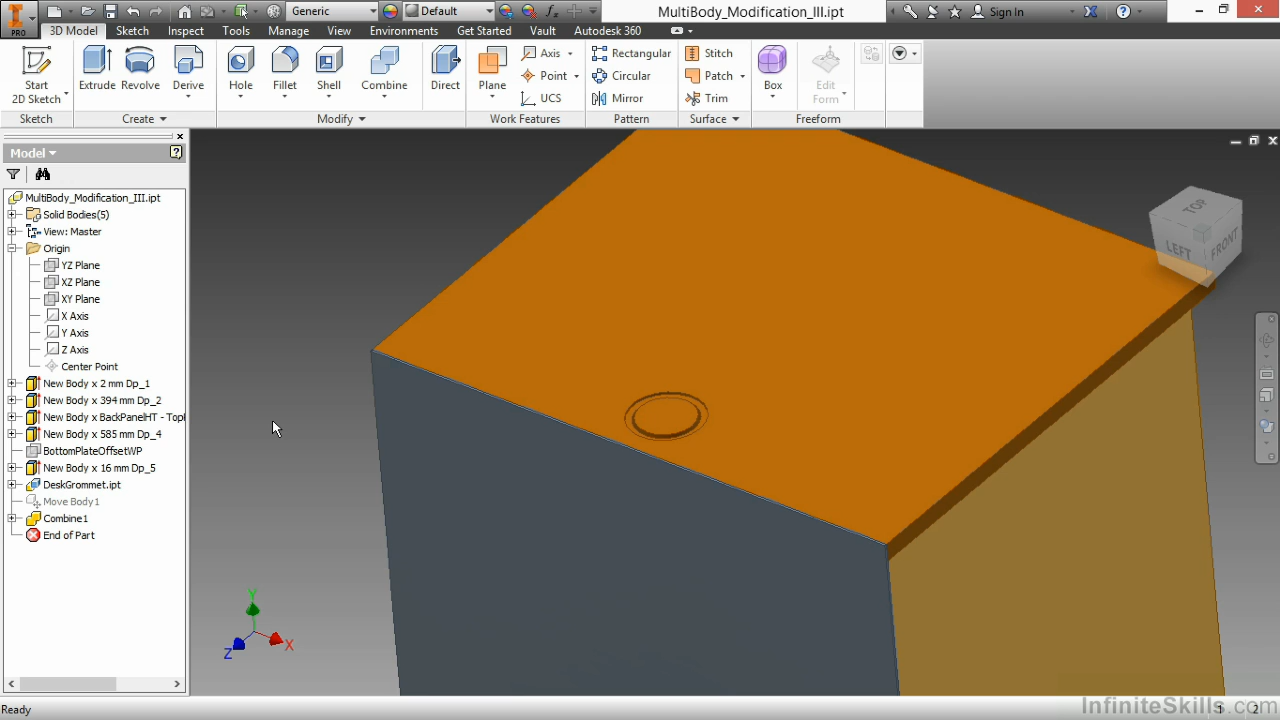 PRO
Generic
Default
MultiBody_Modification_III.ipt
Sign In
3D Model Sketch Inspect Tools Manage View Environments Get Started Vault Autodesk 360
Start
2D Sketch
Extrude
Revolve
Derive
Hole
Fillet
Shell
Combine
Direct
Plane
Axis
Point
UCS
Rectangular
Circular
Mirror
Stitch
Patch
Trim
Box
Edit
Form
Sketch
Create
Modify
Work Features
Pattern
Surface
Freeform
Model
MultiBody_Modification_III.ipt
Solid Bodies(5)
View: Master
Origin
YZ Plane
XZ Plane
XY Plane
X Axis
Y Axis
Z Axis
Center Point
New Body x 2 mm Dp_1
New Body x 394 mm Dp_2
New Body x BackPanelHT - Topl
New Body x 585 mm Dp_4
BottomPlateOffsetWP
New Body x 16 mm Dp_5
DeskGrommet.ipt
Move Body1
Combine1
End of Part
TOP
LEFT
FRONT
Y
X
Z
Ready
1 2
InfiniteSkills.com